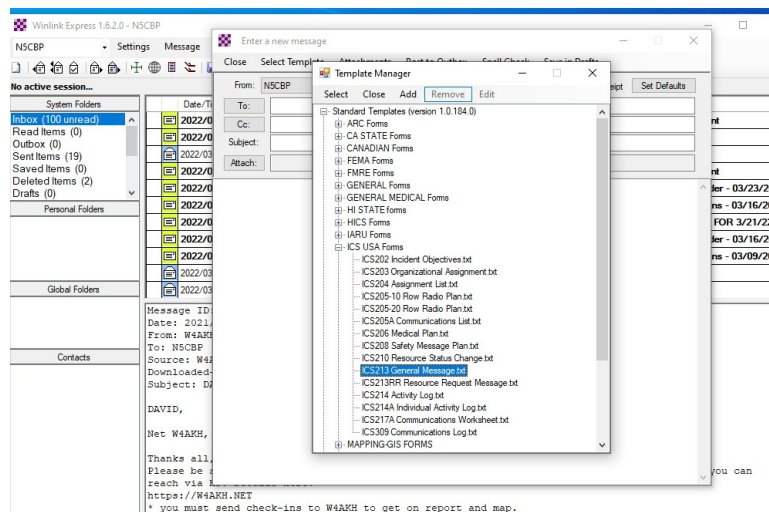 Winlink Express 1.6.2.0 - N5CBP
N5CBP Settings Message
No active session...
System Folders
Inbox (100 unread)
Read Items (0)
Outbox (0)
Sent Items (19)
Saved Items (0)
Deleted Items (2)
Drafts (0)
Personal Folders
Global Folders
Contacts
Date/Ti
2022/0
2022/0
2022/03
2022/0
2022/0
2022/0
2022/0
2022/0
2022/0
2022/03
2022/03
nt
nt
der - 03/23/2
ns - 03/16/2
FOR 3/21/22
der - 03/16/2
ns - 03/09/20
Message ID:
Date: 2021/
From: W4AKH
To: N5CBP
Source: W4A
Downloaded-
Subject: DA
DAVID,
Net W4AKH,
Thanks all,
Please be s you can
reach via
https://W4AKH.NET
* you must send check-ins to W4AKH to get on report and map.
Enter a new message
Close Select Template Attachments Post to Outbox Spell Check Save in Drafts
From: N5CBP eipt Set Defaults
To:
Cc:
Subject:
Attach:
Template Manager
Select Close Add Remove Edit
Standard Templates (version 1.0.184.0)
ARC Forms
CA STATE Forms
CANADIAN Forms
FEMA Forms
FMRE Forms
GENERAL Forms
GENERAL MEDICAL Forms
HI STATE forms
HICS Forms
IARU Forms
ICS USA Forms
ICS202 Incident Objectives.txt
ICS203 Organizational Assignment.txt
ICS204 Assignment List.txt
ICS205-10 Row Radio Plan.txt
ICS205-20 Row Radio Plan.txt
ICS205A Communications List.txt
ICS206 Medical Plan.txt
ICS208 Safety Message Plan.txt
ICS210 Resource Status Change.txt
ICS213 General Message.txt
ICS213RR Resource Request Message.txt
ICS214 Activity Log.txt
ICS214A Individual Activity Log.txt
ICS217A Communications Worksheet.txt
ICS309 Communications Log.txt
MAPPING-GIS FORMS